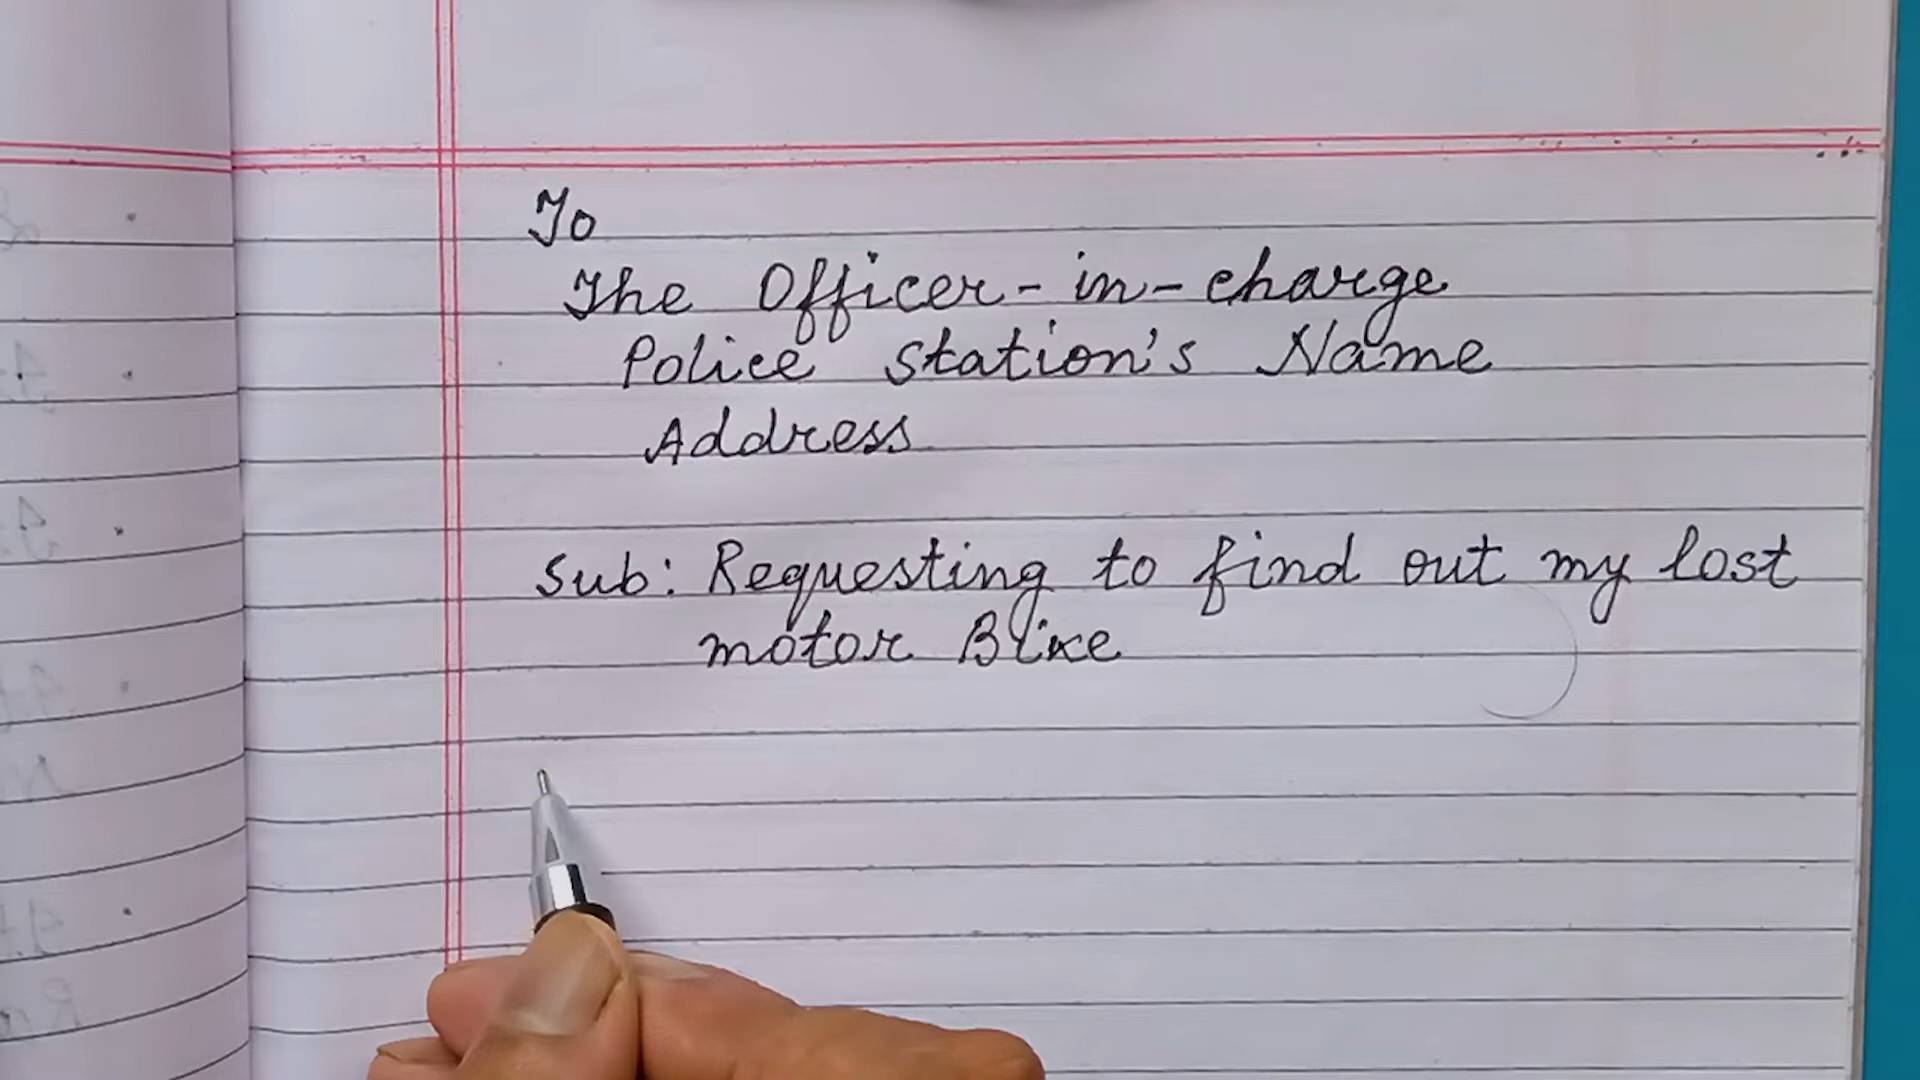 To
The Officer-in-charge
Police Station's Name
Address
Sub: Requesting to find out my lost
motor Bike